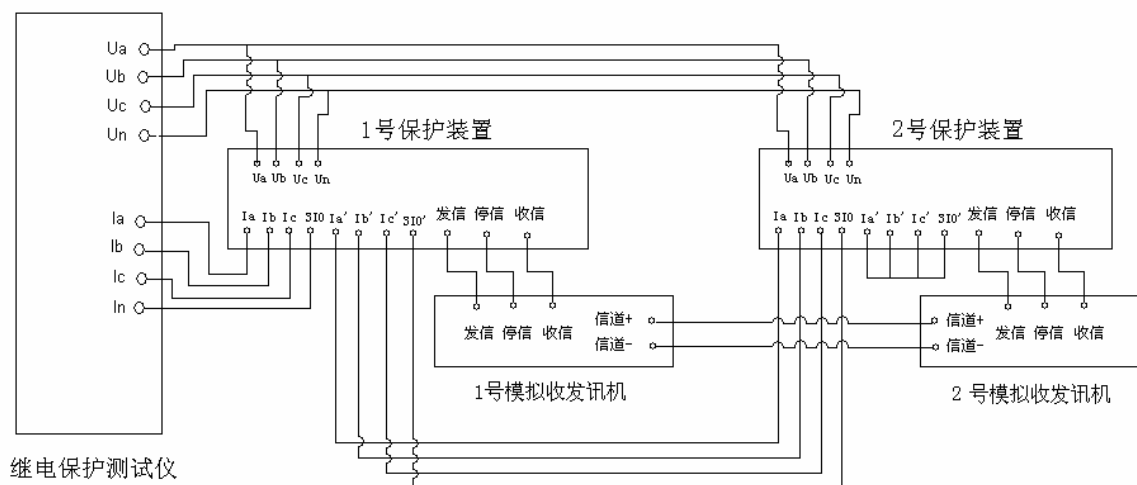 Ua
Ub
Uc
Un
Ia
Ib
Ic
In
继电保护测试仪
1号保护装置
Ua Ub Uc Un
Ia Ib Ic 3I0 Ia' Ib' Ic' 3I0' 发信 停信 收信
2号保护装置
Ua Ub Uc Un
Ia Ib Ic 3I0 Ia' Ib' Ic' 3I0' 发信 停信 收信
发信 停信 收信
信道+
信道-
1号模拟收发讯机
信道+
信道-
发信 停信 收信
2号模拟收发讯机